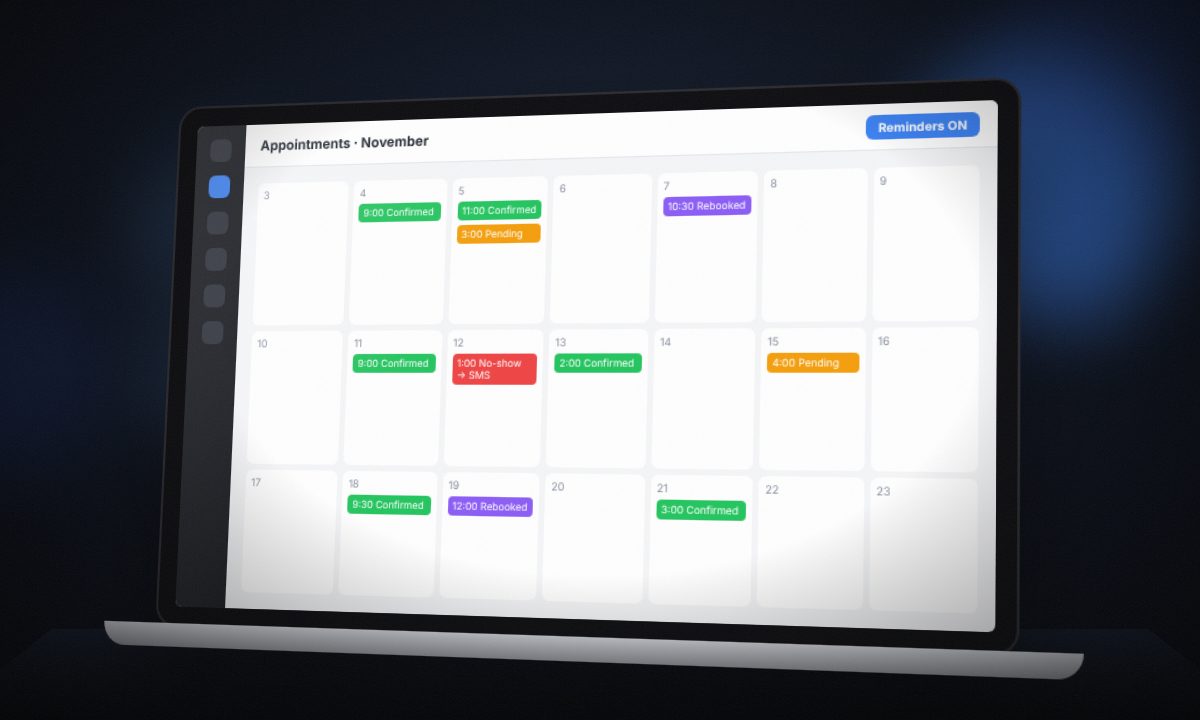 Appointments · November
Reminders ON
3
4
9:00 Confirmed
5
11:00 Confirmed
3:00 Pending
6
7
10:30 Rebooked
8
9
10
11
9:00 Confirmed
12
1:00 No-show
→ SMS
13
2:00 Confirmed
14
15
4:00 Pending
16
17
18
9:30 Confirmed
19
12:00 Rebooked
20
21
3:00 Confirmed
22
23